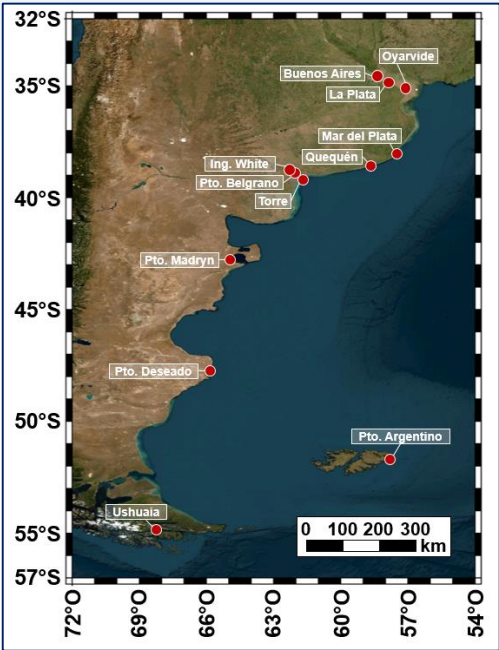 32°S
35°S
40°S
45°S
50°S
55°S
57°S
Oyarvide
Buenos Aires
La Plata
Mar del Plata
Quequén
Ing. White
Pto. Belgrano
Torre
Pto. Madryn
Pto. Deseado
Pto. Argentino
Ushuaia
0 100 200 300
km
72°O
69°O
66°O
63°O
60°O
57°O
54°O